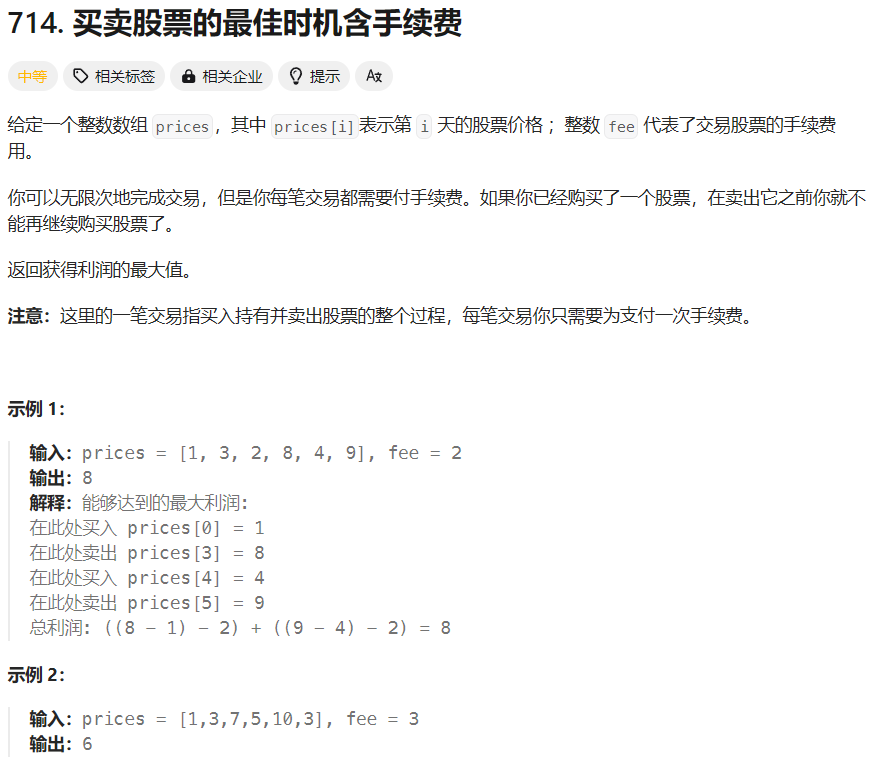 714. 买卖股票的最佳时机含手续费
中等 相关标签 相关企业 提示 A文
给定一个整数数组 prices，其中 prices[i]表示第 i 天的股票价格 ；整数 fee 代表了交易股票的手续费
用。
你可以无限次地完成交易，但是你每笔交易都需要付手续费。如果你已经购买了一个股票，在卖出它之前你就不
能再继续购买股票了。
返回获得利润的最大值。
注意：这里的一笔交易指买入持有并卖出股票的整个过程，每笔交易你只需要为支付一次手续费。
示例 1：
输入：prices = [1, 3, 2, 8, 4, 9], fee = 2
输出：8
解释：能够达到的最大利润:
在此处买入 prices[0] = 1
在此处卖出 prices[3] = 8
在此处买入 prices[4] = 4
在此处卖出 prices[5] = 9
总利润: ((8 - 1) - 2) + ((9 - 4) - 2) = 8
示例 2：
输入：prices = [1,3,7,5,10,3], fee = 3
输出：6